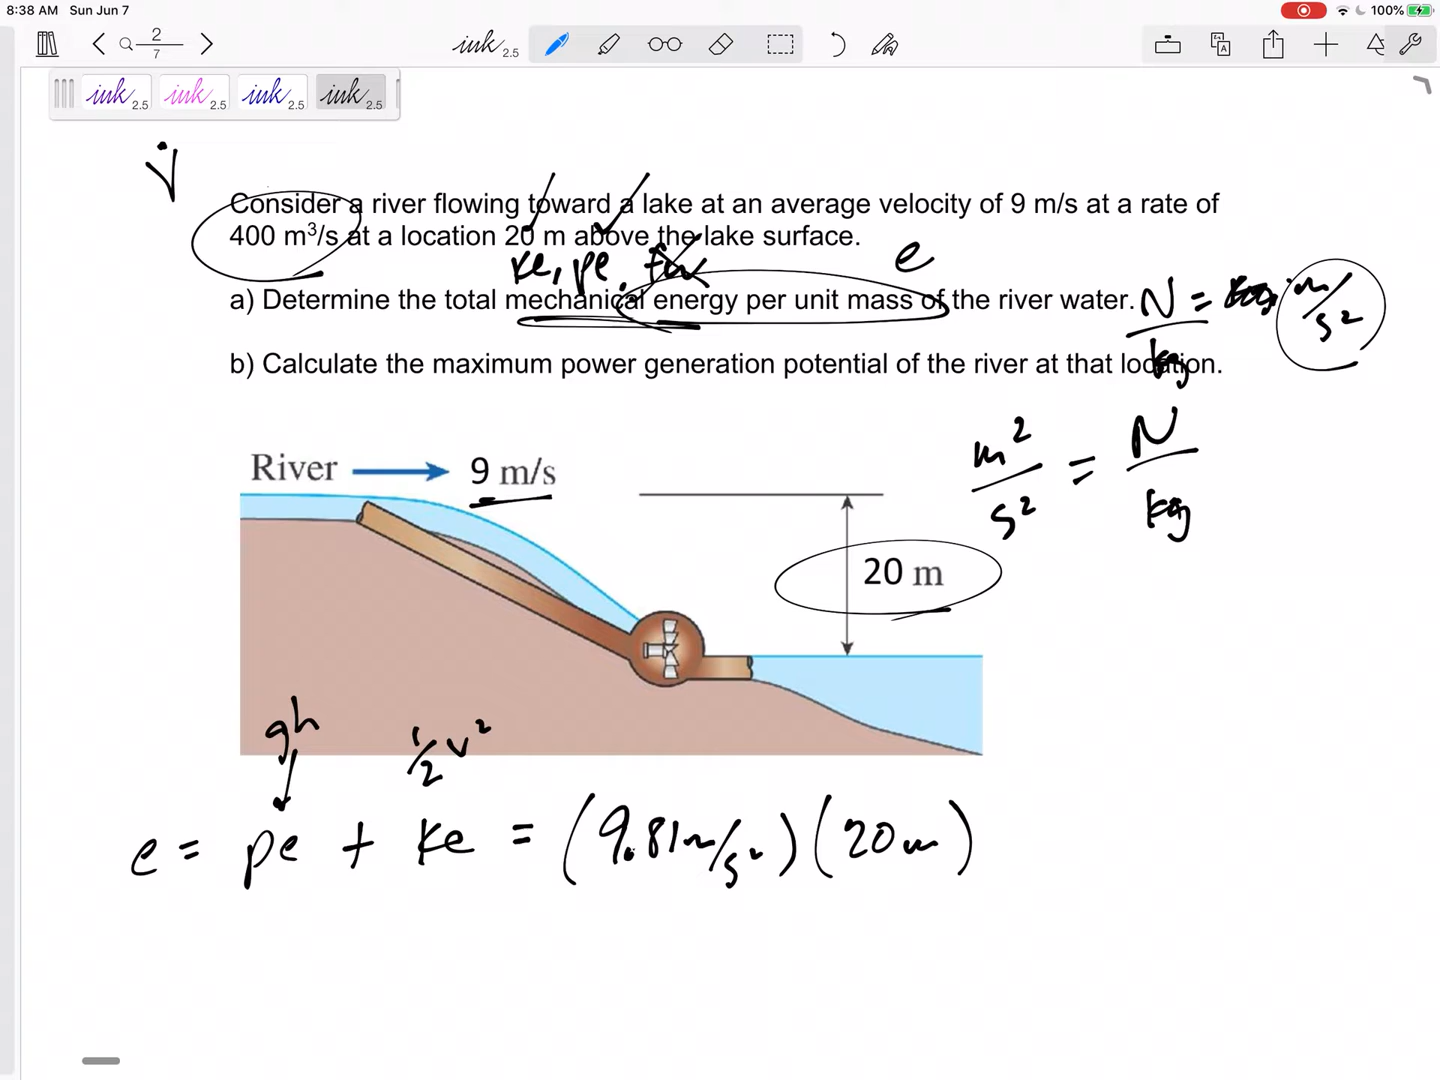 8:38 AM Sun Jun 7
100%
2
7
ink 2.5
ink 2.5
ink 2.5
ink 2.5
ink 2.5
V̇
Consider a river flowing toward a lake at an average velocity of 9 m/s at a rate of
400 m³/s at a location 20 m above the lake surface.
ke, pe, fw
e
a) Determine the total mechanical energy per unit mass of the river water.
N/kg = kg · m/s²
b) Calculate the maximum power generation potential of the river at that location.
m²/s² = N/kg
River
9 m/s
20 m
gh
1/2 v²
e = pe + ke = (9.81 m/s²)(20 m)